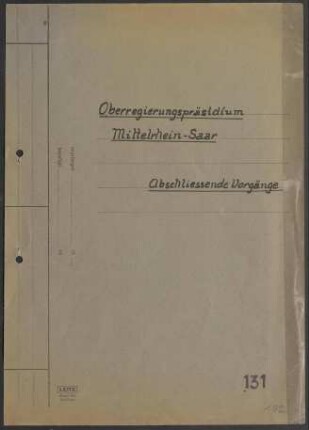 Oberregierungspräsidium
Mittelrhein-Saar
Abschliessende Vorgänge
131